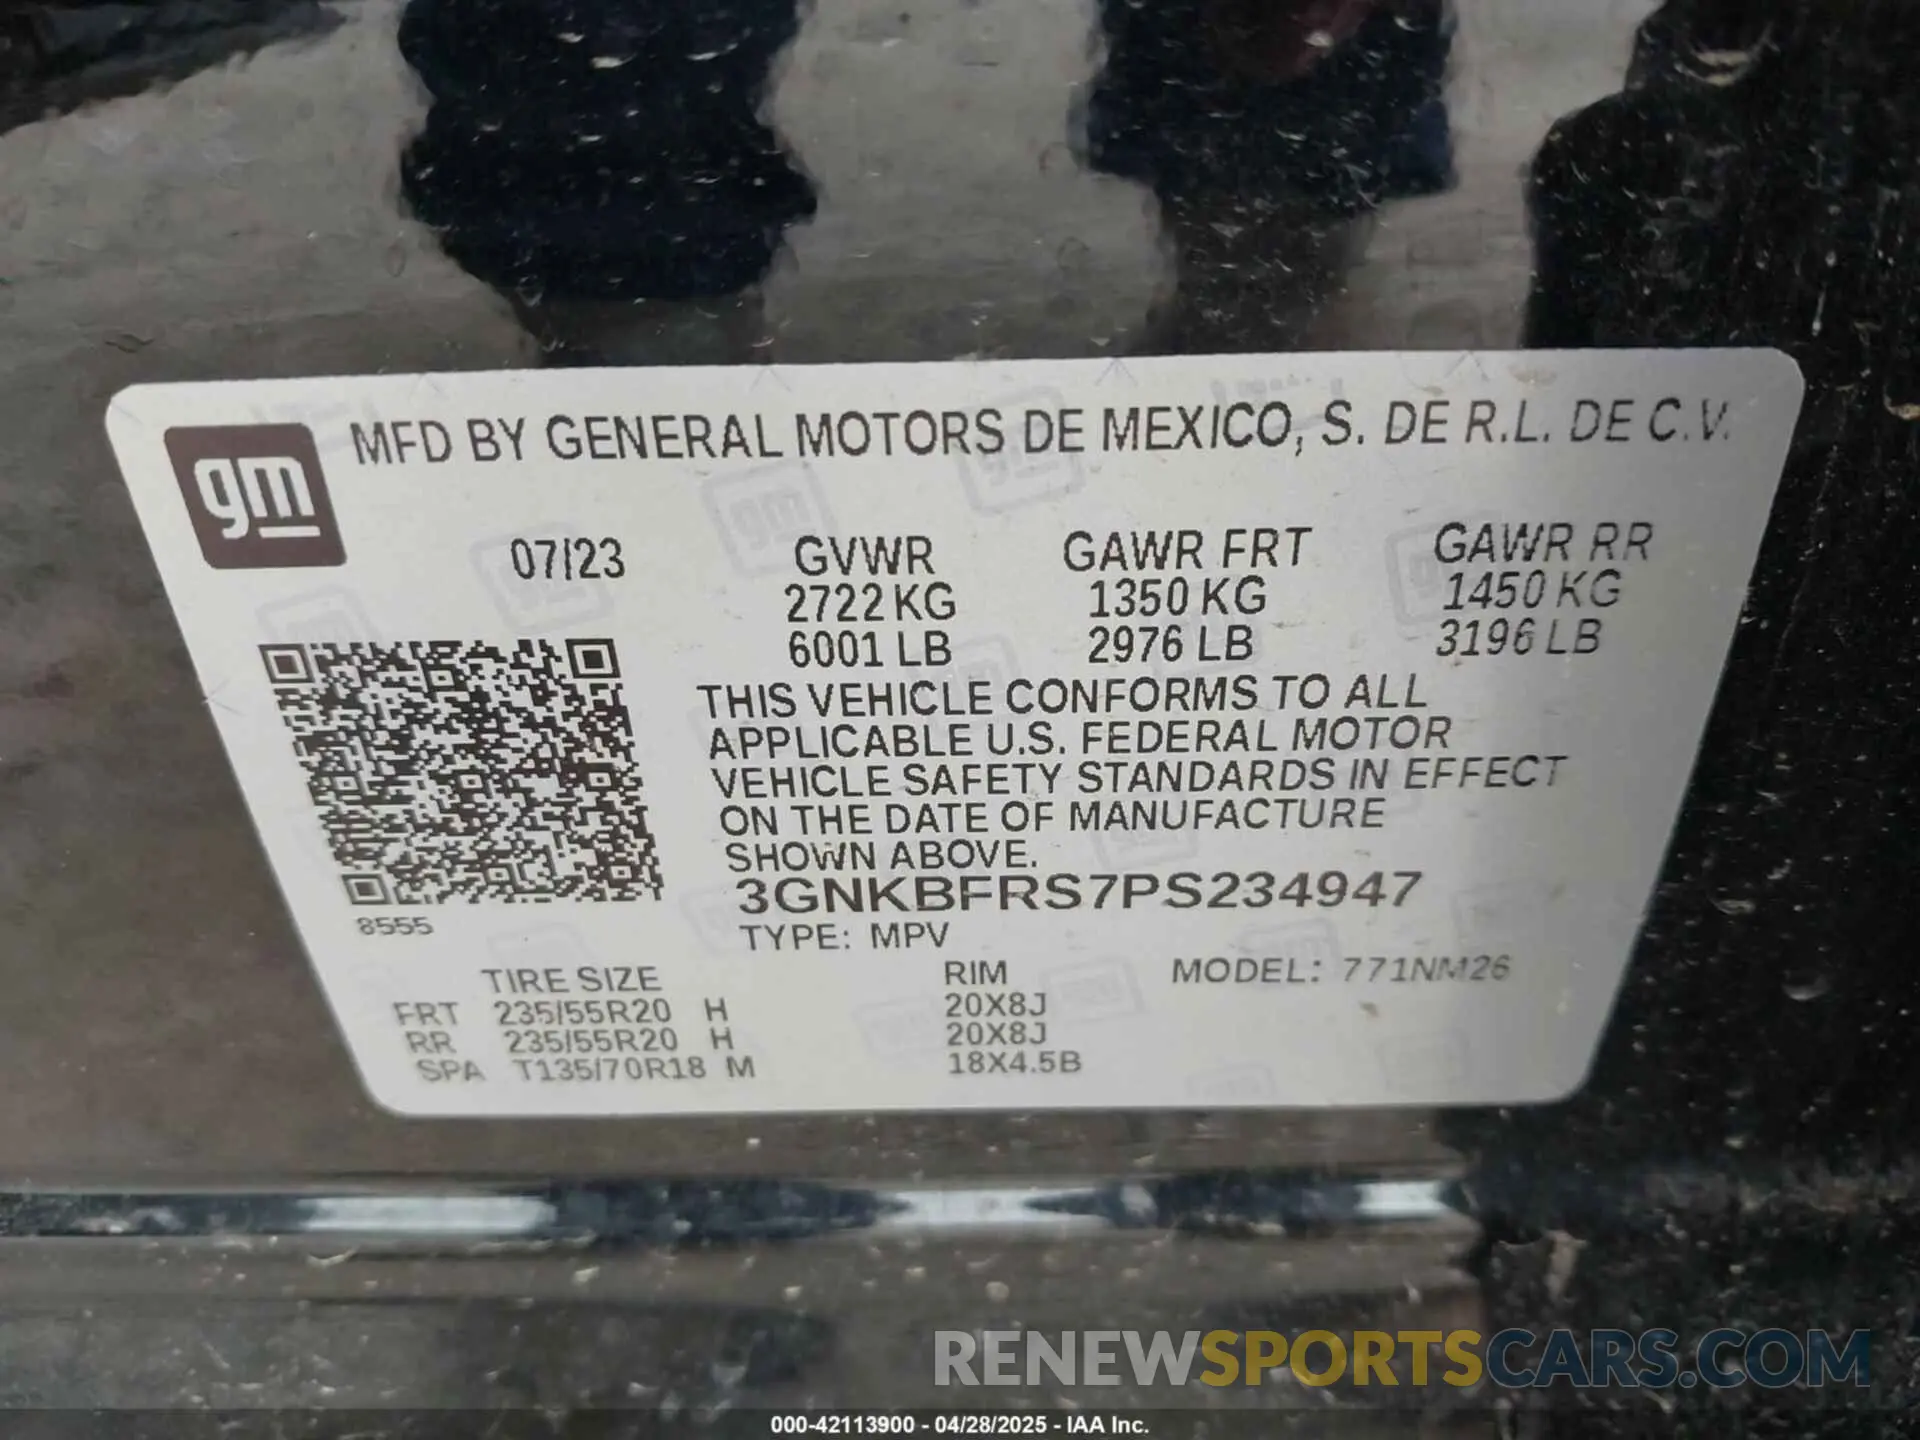 gm
MFD BY GENERAL MOTORS DE MEXICO, S. DE R.L. DE C.V.
07/23 GVWR GAWR FRT GAWR RR
2722 KG 1350 KG 1450 KG
6001 LB 2976 LB 3196 LB
THIS VEHICLE CONFORMS TO ALL
APPLICABLE U.S. FEDERAL MOTOR
VEHICLE SAFETY STANDARDS IN EFFECT
ON THE DATE OF MANUFACTURE
SHOWN ABOVE.
3GNKBFRS7PS234947
8555
TYPE: MPV
TIRE SIZE RIM MODEL: 771NM26
FRT 235/55R20 H 20X8J
RR 235/55R20 H 20X8J
SPA T135/70R18 M 18X4.5B
RENEWSPORTSCARS.COM
000-42113900 - 04/28/2025 - IAA Inc.